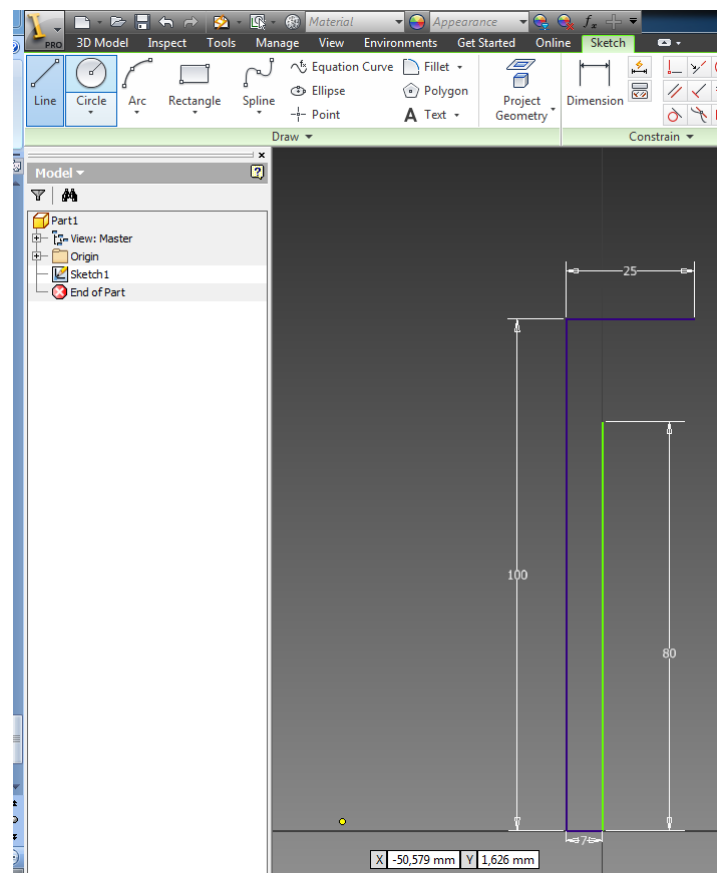 Material Appearance
PRO 3D Model Inspect Tools Manage View Environments Get Started Online Sketch
Line Circle Arc Rectangle Spline Equation Curve Fillet
Ellipse Polygon
Point A Text
Project Geometry
Dimension
Draw Constrain
Model
Part1
View: Master
Origin
Sketch1
End of Part
25
100
80
7
X -50,579 mm Y 1,626 mm